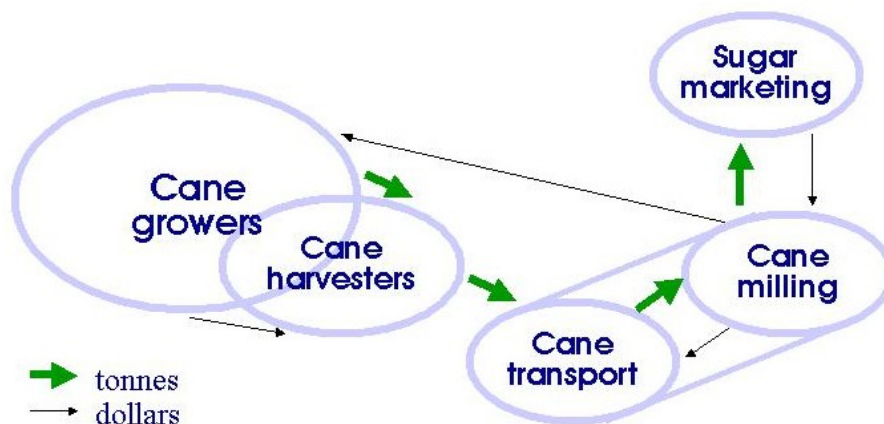 Sugar
marketing
Cane
growers
Cane
harvesters
Cane
milling
Cane
transport
tonnes
dollars